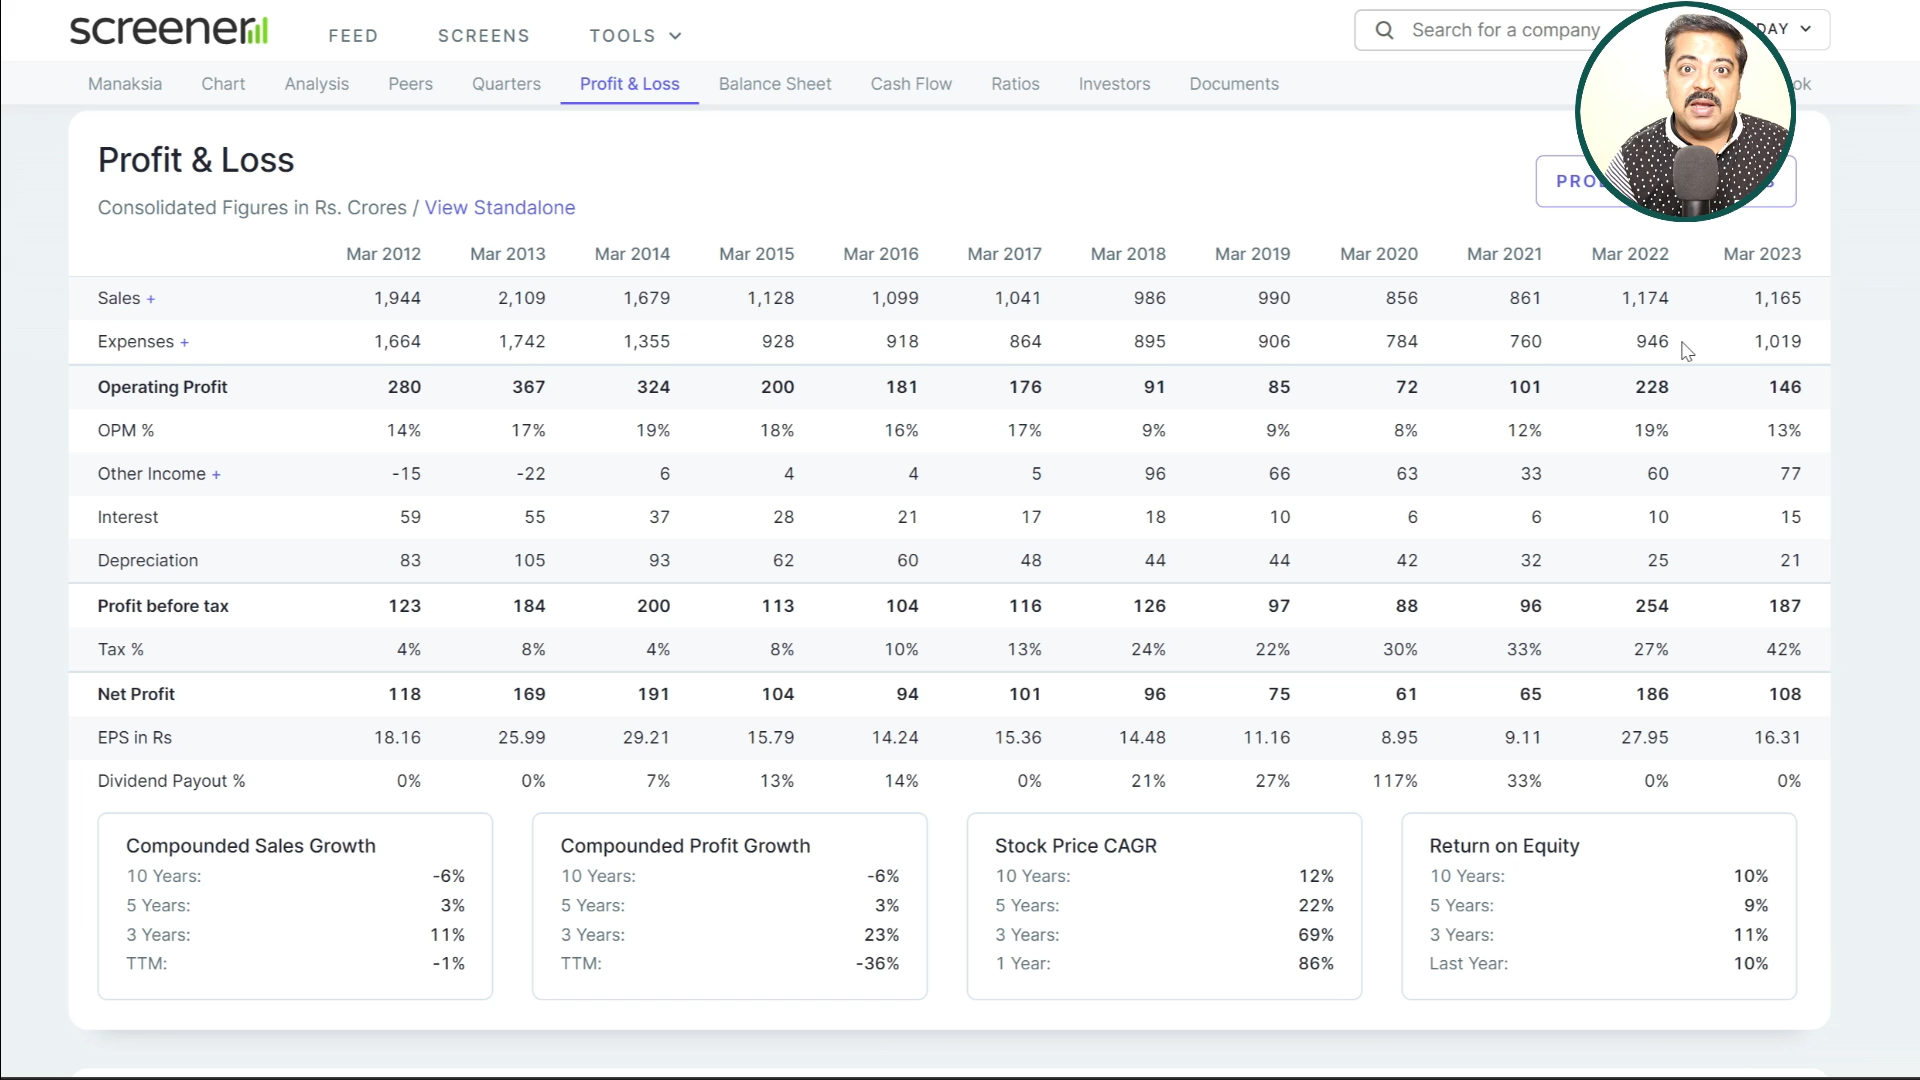 screener
FEED SCREENS TOOLS
Search for a company
DAY
Manaksia Chart Analysis Peers Quarters Profit & Loss Balance Sheet Cash Flow Ratios Investors Documents
Profit & Loss
Consolidated Figures in Rs. Crores / View Standalone
Mar 2012 Mar 2013 Mar 2014 Mar 2015 Mar 2016 Mar 2017 Mar 2018 Mar 2019 Mar 2020 Mar 2021 Mar 2022 Mar 2023
Sales + 1,944 2,109 1,679 1,128 1,099 1,041 986 990 856 861 1,174 1,165
Expenses + 1,664 1,742 1,355 928 918 864 895 906 784 760 946 1,019
Operating Profit 280 367 324 200 181 176 91 85 72 101 228 146
OPM % 14% 17% 19% 18% 16% 17% 9% 9% 8% 12% 19% 13%
Other Income + -15 -22 6 4 4 5 96 66 63 33 60 77
Interest 59 55 37 28 21 17 18 10 6 6 10 15
Depreciation 83 105 93 62 60 48 44 44 42 32 25 21
Profit before tax 123 184 200 113 104 116 126 97 88 96 254 187
Tax % 4% 8% 4% 8% 10% 13% 24% 22% 30% 33% 27% 42%
Net Profit 118 169 191 104 94 101 96 75 61 65 186 108
EPS in Rs 18.16 25.99 29.21 15.79 14.24 15.36 14.48 11.16 8.95 9.11 27.95 16.31
Dividend Payout % 0% 0% 7% 13% 14% 0% 21% 27% 117% 33% 0% 0%
Compounded Sales Growth
10 Years: -6%
5 Years: 3%
3 Years: 11%
TTM: -1%
Compounded Profit Growth
10 Years: -6%
5 Years: 3%
3 Years: 23%
TTM: -36%
Stock Price CAGR
10 Years: 12%
5 Years: 22%
3 Years: 69%
1 Year: 86%
Return on Equity
10 Years: 10%
5 Years: 9%
3 Years: 11%
Last Year: 10%